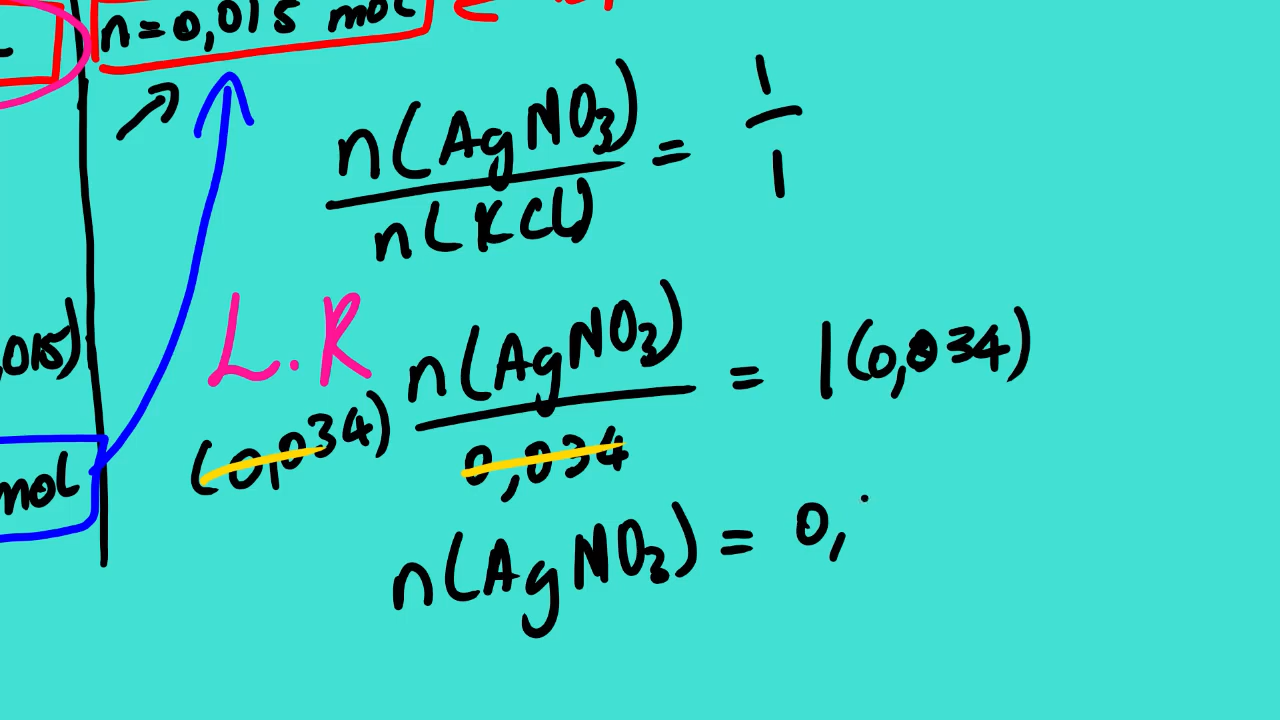 n=0,015 mol
n(AgNO3) = 1
n(KCl) 1
,015)
L.R n(AgNO3) = 1(0,034)
(0,034) 0,034
mol
n(AgNO3) = 0,